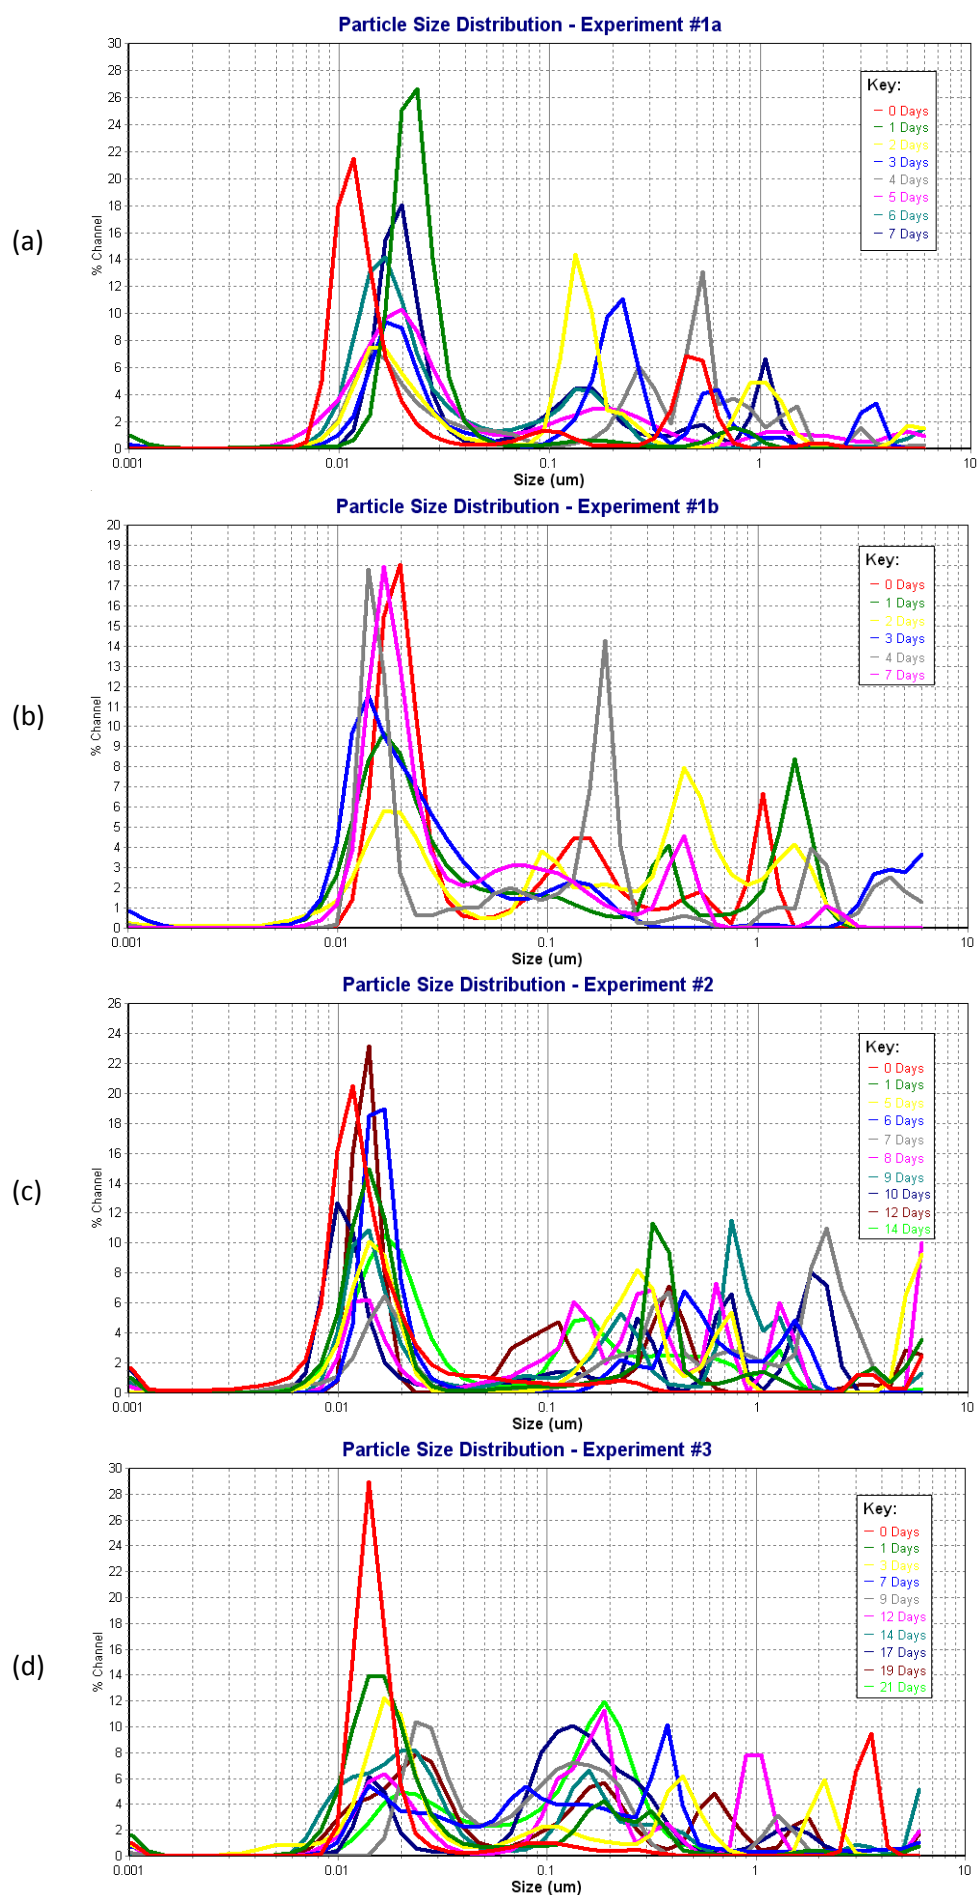 Particle Size Distribution - Experiment #1a
30
28
26
24
22
20
18
16
14
12
10
8
6
4
2
0
% Channel
(a)
Key:
0 Days
1 Days
2 Days
3 Days
4 Days
5 Days
6 Days
7 Days
0.001 0.01 0.1 1 10
Size (um)
Particle Size Distribution - Experiment #1b
20
19
18
17
16
15
14
13
12
11
10
9
8
7
6
5
4
3
2
1
0
% Channel
(b)
Key:
0 Days
1 Days
2 Days
3 Days
4 Days
7 Days
0.001 0.01 0.1 1 10
Size (um)
Particle Size Distribution - Experiment #2
26
24
22
20
18
16
14
12
10
8
6
4
2
0
% Channel
(c)
Key:
0 Days
1 Days
5 Days
6 Days
7 Days
8 Days
9 Days
10 Days
12 Days
14 Days
0.001 0.01 0.1 1 10
Size (um)
Particle Size Distribution - Experiment #3
30
28
26
24
22
20
18
16
14
12
10
8
6
4
2
0
% Channel
(d)
Key:
0 Days
1 Days
3 Days
7 Days
9 Days
12 Days
14 Days
17 Days
19 Days
21 Days
0.001 0.01 0.1 1 10
Size (um)